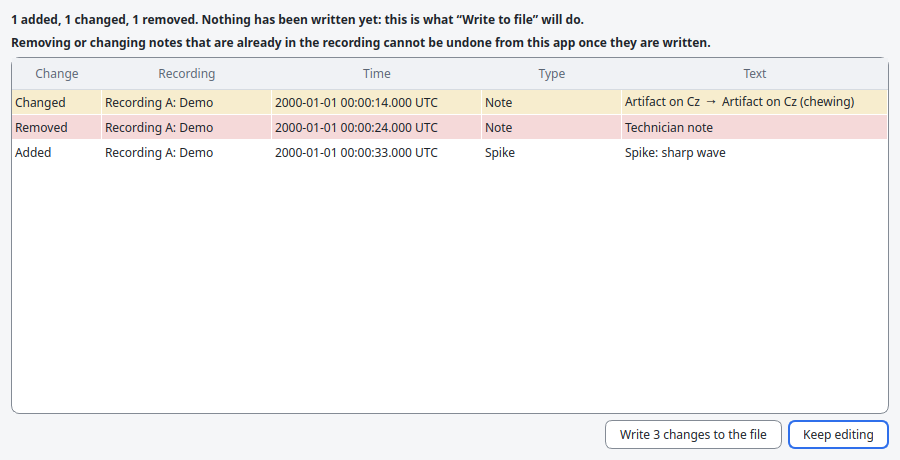 1 added, 1 changed, 1 removed. Nothing has been written yet: this is what “Write to file” will do.
Removing or changing notes that are already in the recording cannot be undone from this app once they are written.
Change Recording Time Type Text
Changed Recording A: Demo 2000-01-01 00:00:14.000 UTC Note Artifact on Cz → Artifact on Cz (chewing)
Removed Recording A: Demo 2000-01-01 00:00:24.000 UTC Note Technician note
Added Recording A: Demo 2000-01-01 00:00:33.000 UTC Spike Spike: sharp wave
Write 3 changes to the file Keep editing